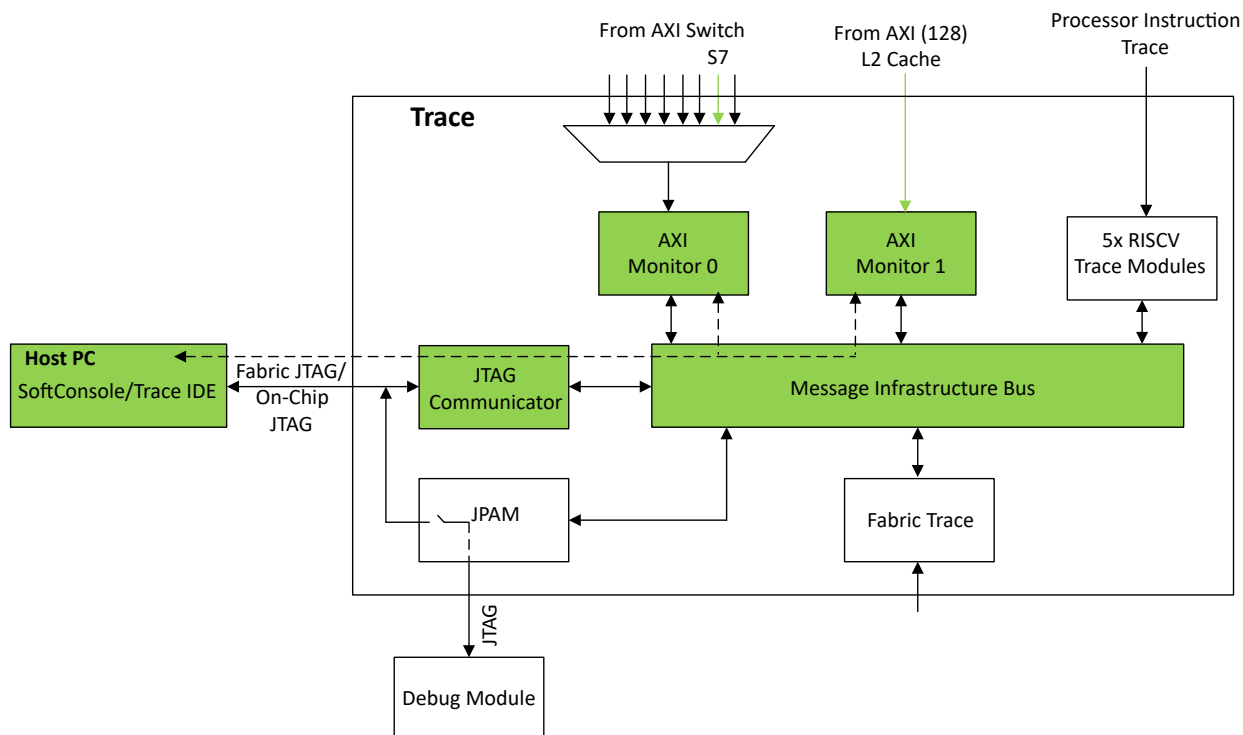 From AXI Switch
S7
From AXI (128)
L2 Cache
Processor Instruction
Trace
Trace
AXI
Monitor 0
AXI
Monitor 1
5x RISCV
Trace Modules
Host PC
SoftConsole/Trace IDE
Fabric JTAG/
On-Chip
JTAG
JTAG
Communicator
Message Infrastructure Bus
JPAM
Fabric Trace
JTAG
Debug Module